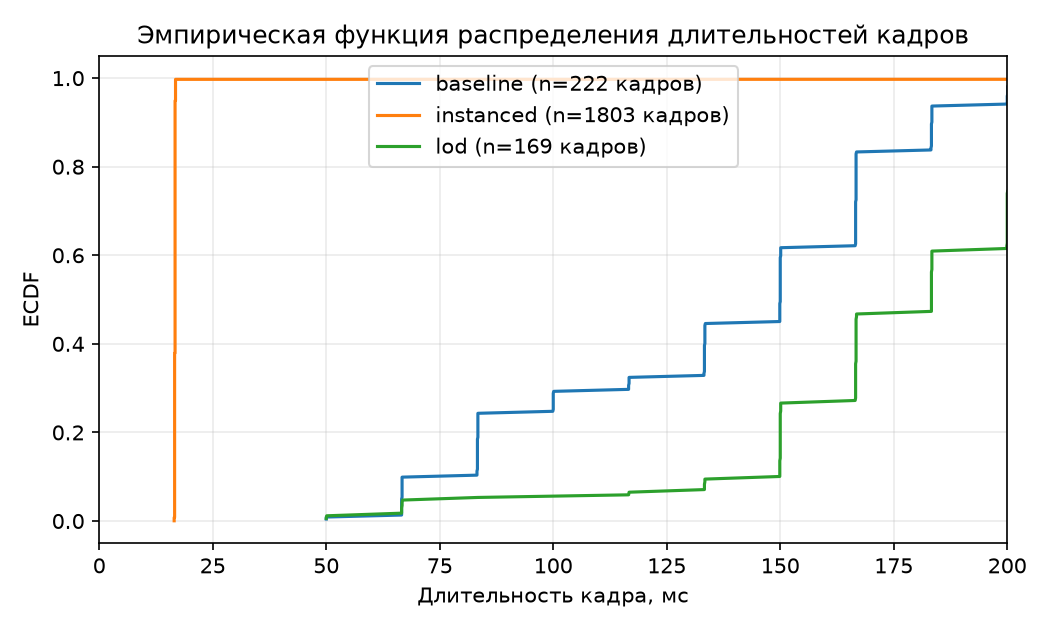 Эмпирическая функция распределения длительностей кадров
ECDF
1.0
0.8
0.6
0.4
0.2
0.0
baseline (n=222 кадров)
instanced (n=1803 кадров)
lod (n=169 кадров)
0 25 50 75 100 125 150 175 200
Длительность кадра, мс